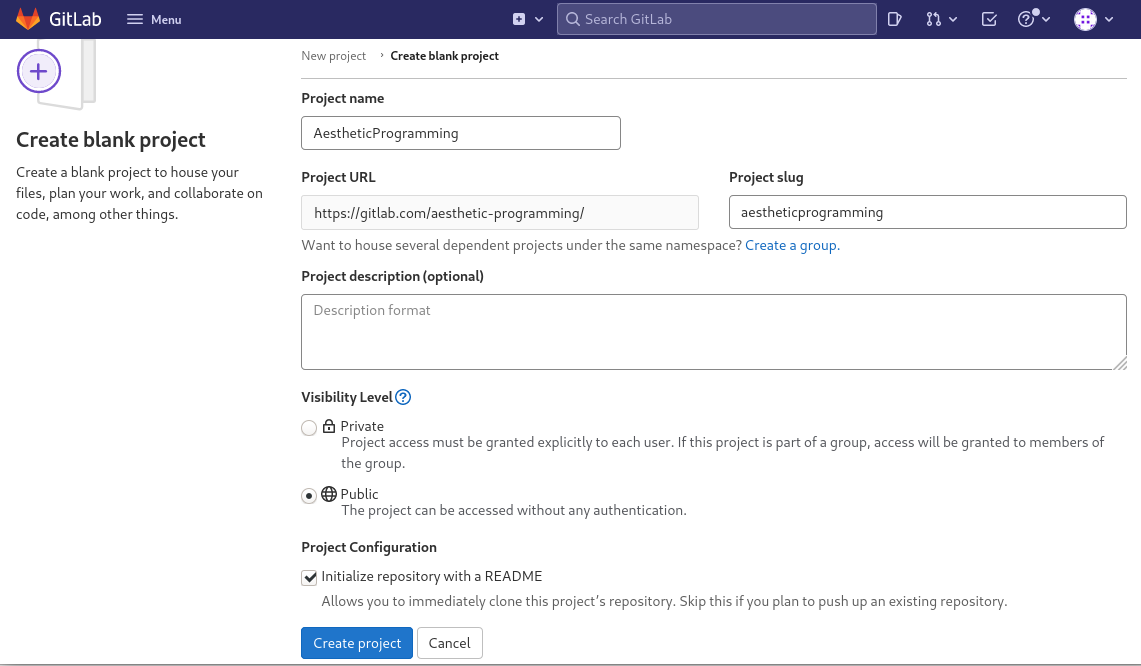 GitLab Menu Search GitLab
New project › Create blank project
Project name
AestheticProgramming
Create blank project
Create a blank project to house your
files, plan your work, and collaborate on
code, among other things.
Project URL Project slug
https://gitlab.com/aesthetic-programming/ aestheticprogramming
Want to house several dependent projects under the same namespace? Create a group.
Project description (optional)
Description format
Visibility Level
Private
Project access must be granted explicitly to each user. If this project is part of a group, access will be granted to members of
the group.
Public
The project can be accessed without any authentication.
Project Configuration
Initialize repository with a README
Allows you to immediately clone this project’s repository. Skip this if you plan to push up an existing repository.
Create project Cancel